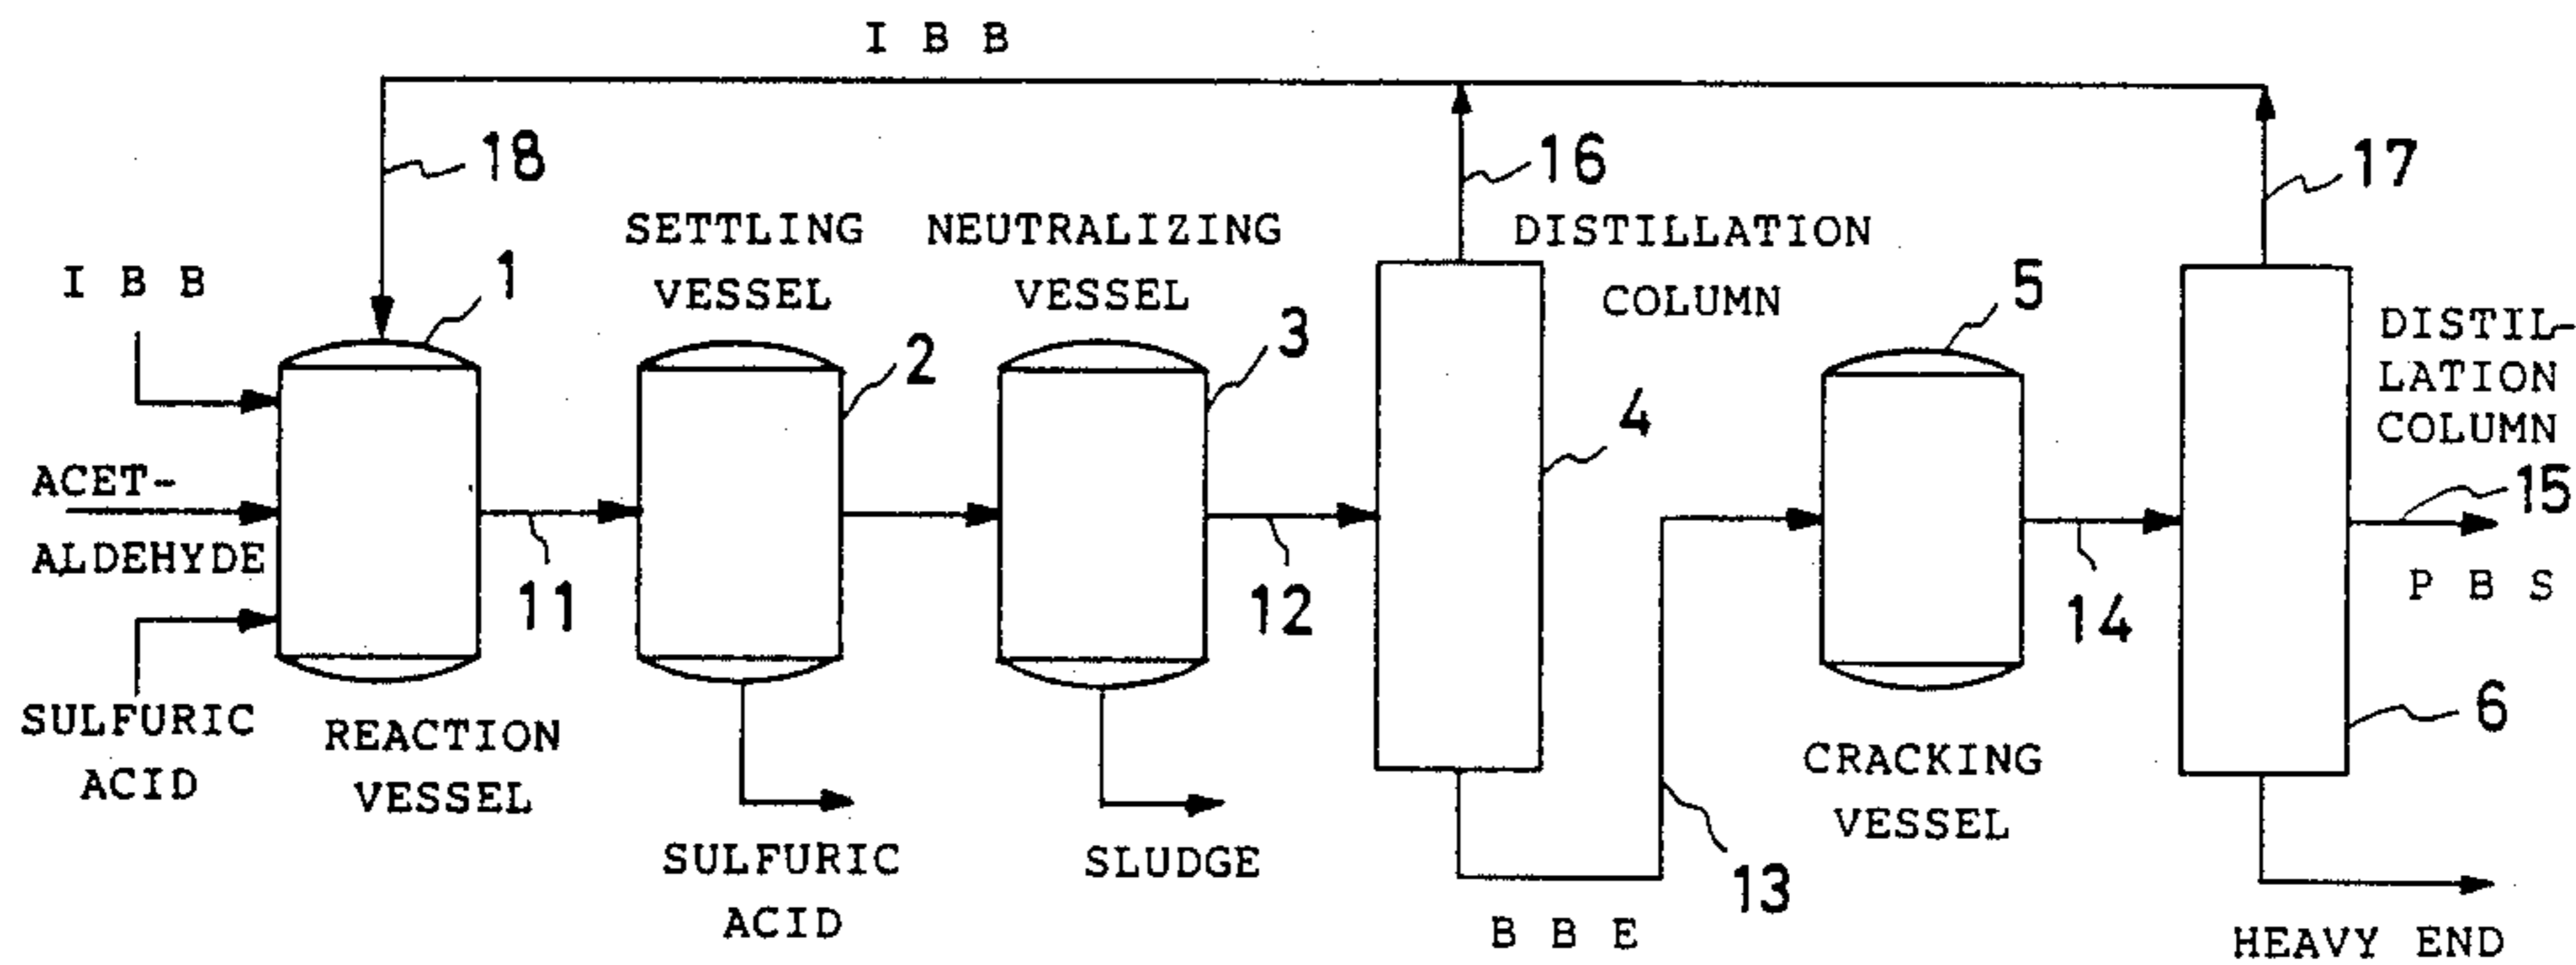 I B B
18
16
17
SETTLING
VESSEL
NEUTRALIZING
VESSEL
DISTILLATION
COLUMN
I B B
1
2
3
4
5
DISTIL-
LATION
COLUMN
ACET-
ALDEHYDE
11
12
14
15
P B S
SULFURIC
ACID
REACTION
VESSEL
CRACKING
VESSEL
6
SULFURIC
ACID
SLUDGE
13
B B E
HEAVY END